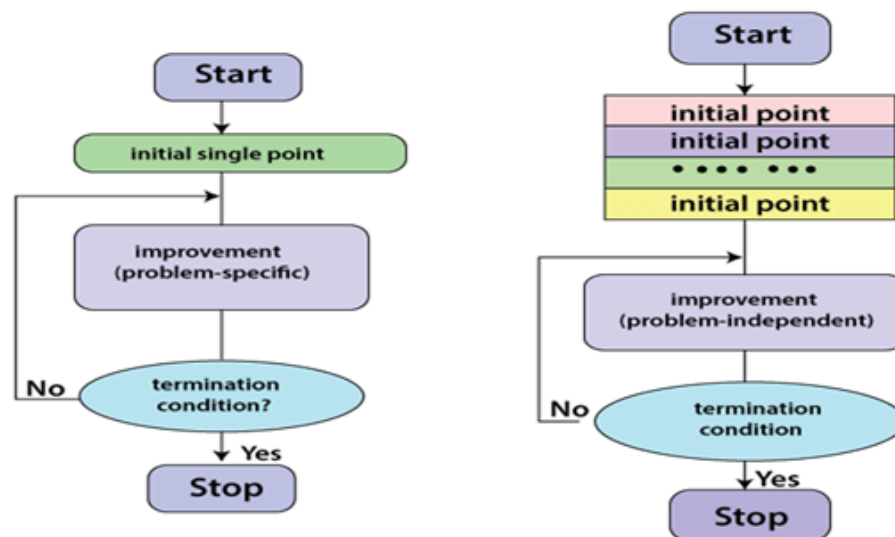 Start
initial single point
improvement
(problem-specific)
No
termination
condition?
Yes
Stop
Start
initial point
initial point
•••• •••
initial point
improvement
(problem-independent)
No
termination
condition
Yes
Stop